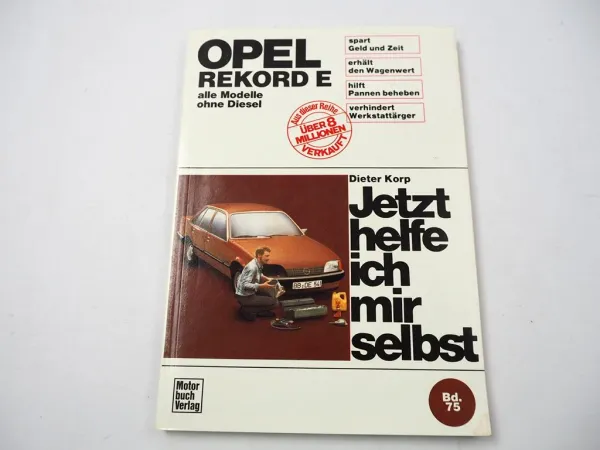 OPEL
REKORD E
alle Modelle
ohne Diesel
spart
Geld und Zeit
erhält
den Wagenwert
hilft
Pannen beheben
verhindert
Werkstattärger
Aus dieser Reihe
ÜBER 8
MILLIONEN
VERKAUFT
Dieter Korp
Jetzt
helfe
ich
mir
selbst
Motor
buch
Verlag
Bd.
75